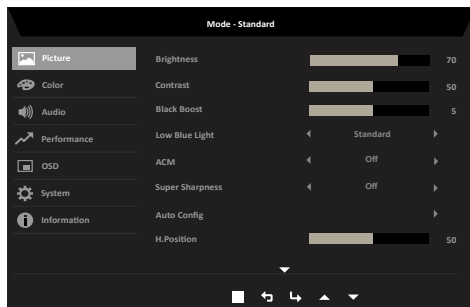 Mode - Standard
Picture
Color
Audio
Performance
OSD
System
Information
Brightness 70
Contrast 50
Black Boost 5
Low Blue Light Standard
ACM Off
Super Sharpness Off
Auto Config
H.Position 50